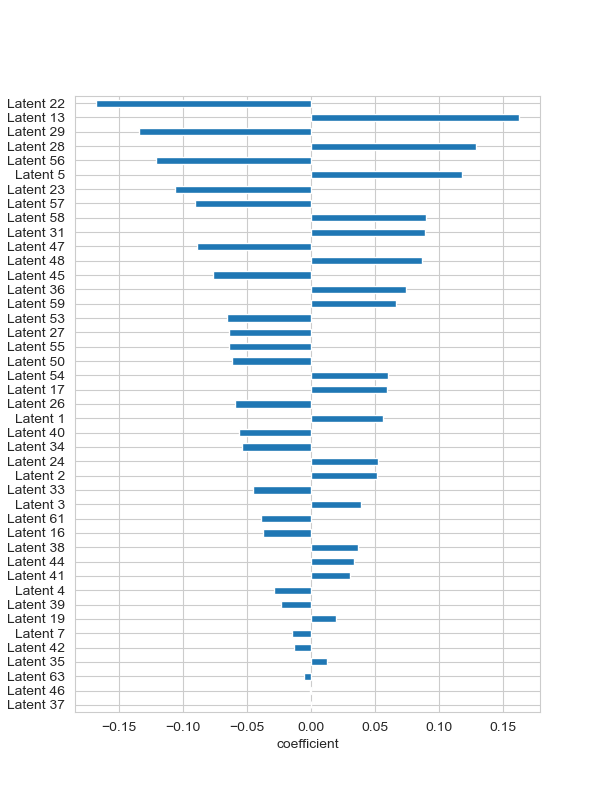 Latent 22
Latent 13
Latent 29
Latent 28
Latent 56
Latent 5
Latent 23
Latent 57
Latent 58
Latent 31
Latent 47
Latent 48
Latent 45
Latent 36
Latent 59
Latent 53
Latent 27
Latent 55
Latent 50
Latent 54
Latent 17
Latent 26
Latent 1
Latent 40
Latent 34
Latent 24
Latent 2
Latent 33
Latent 3
Latent 61
Latent 16
Latent 38
Latent 44
Latent 41
Latent 4
Latent 39
Latent 19
Latent 7
Latent 42
Latent 35
Latent 63
Latent 46
Latent 37
−0.15 −0.10 −0.05 0.00 0.05 0.10 0.15
coefficient